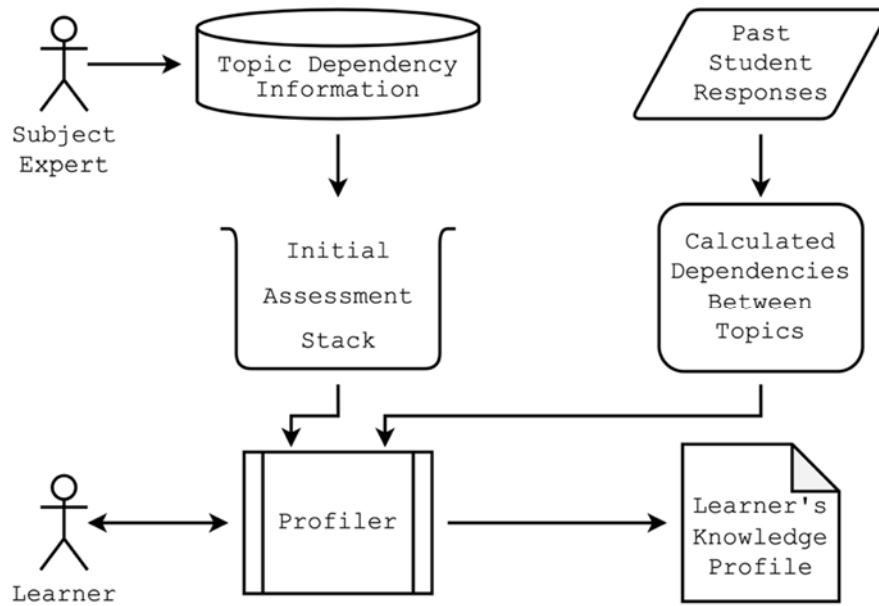 Topic Dependency
Information
Past
Student
Responses
Subject
Expert
Initial
Assessment
Stack
Calculated
Dependencies
Between
Topics
Profiler
Learner's
Knowledge
Profile
Learner